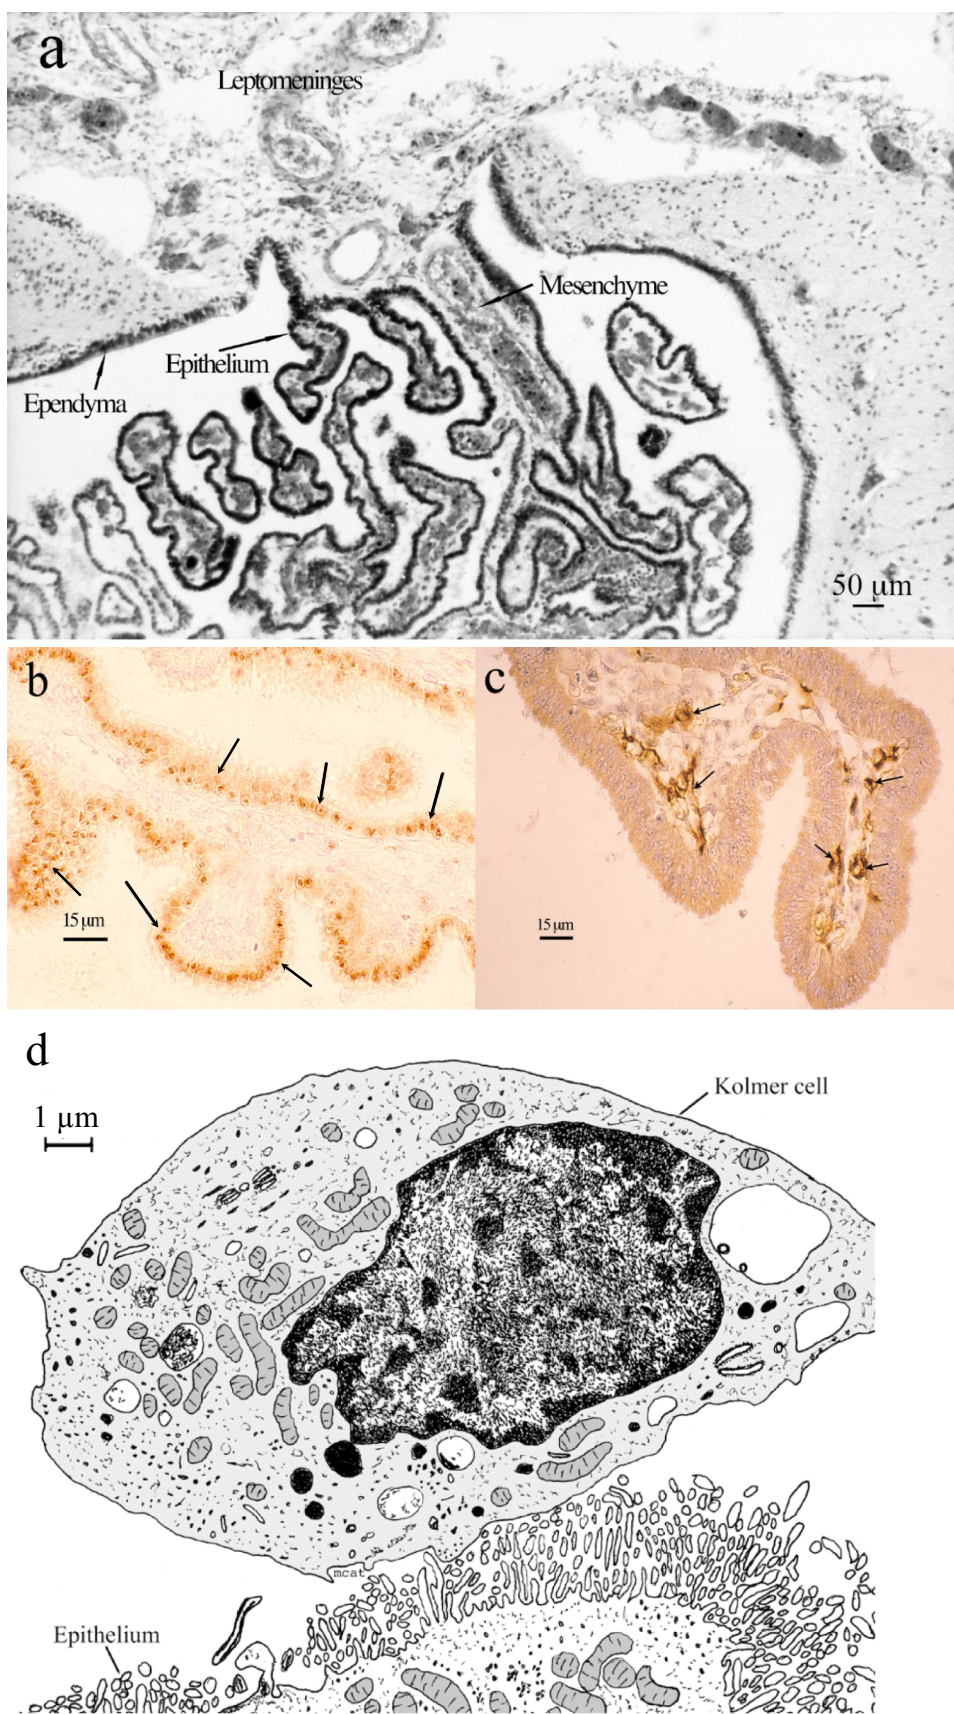 a
Leptomeninges
Mesenchyme
Epithelium
Ependyma
50 µm
b
15 µm
c
15 µm
d
Kolmer cell
1 µm
mcat
Epithelium